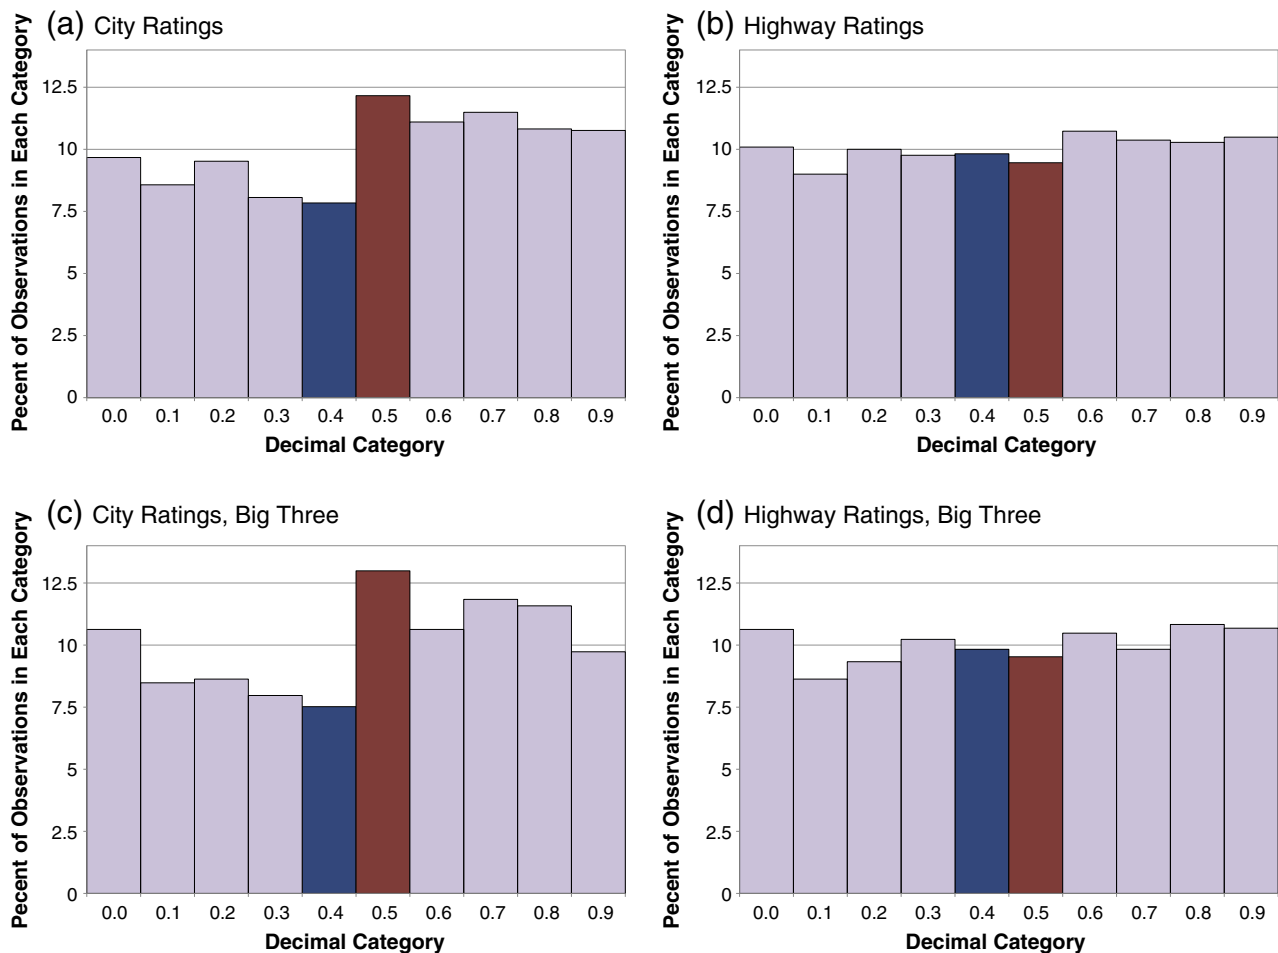 (a) City Ratings
Pecent of Observations in Each Category
12.5
10
7.5
5
2.5
0
0.0 0.1 0.2 0.3 0.4 0.5 0.6 0.7 0.8 0.9
Decimal Category
(b) Highway Ratings
Pecent of Observations in Each Category
12.5
10
7.5
5
2.5
0
0.0 0.1 0.2 0.3 0.4 0.5 0.6 0.7 0.8 0.9
Decimal Category
(c) City Ratings, Big Three
Pecent of Observations in Each Category
12.5
10
7.5
5
2.5
0
0.0 0.1 0.2 0.3 0.4 0.5 0.6 0.7 0.8 0.9
Decimal Category
(d) Highway Ratings, Big Three
Pecent of Observations in Each Category
12.5
10
7.5
5
2.5
0
0.0 0.1 0.2 0.3 0.4 0.5 0.6 0.7 0.8 0.9
Decimal Category